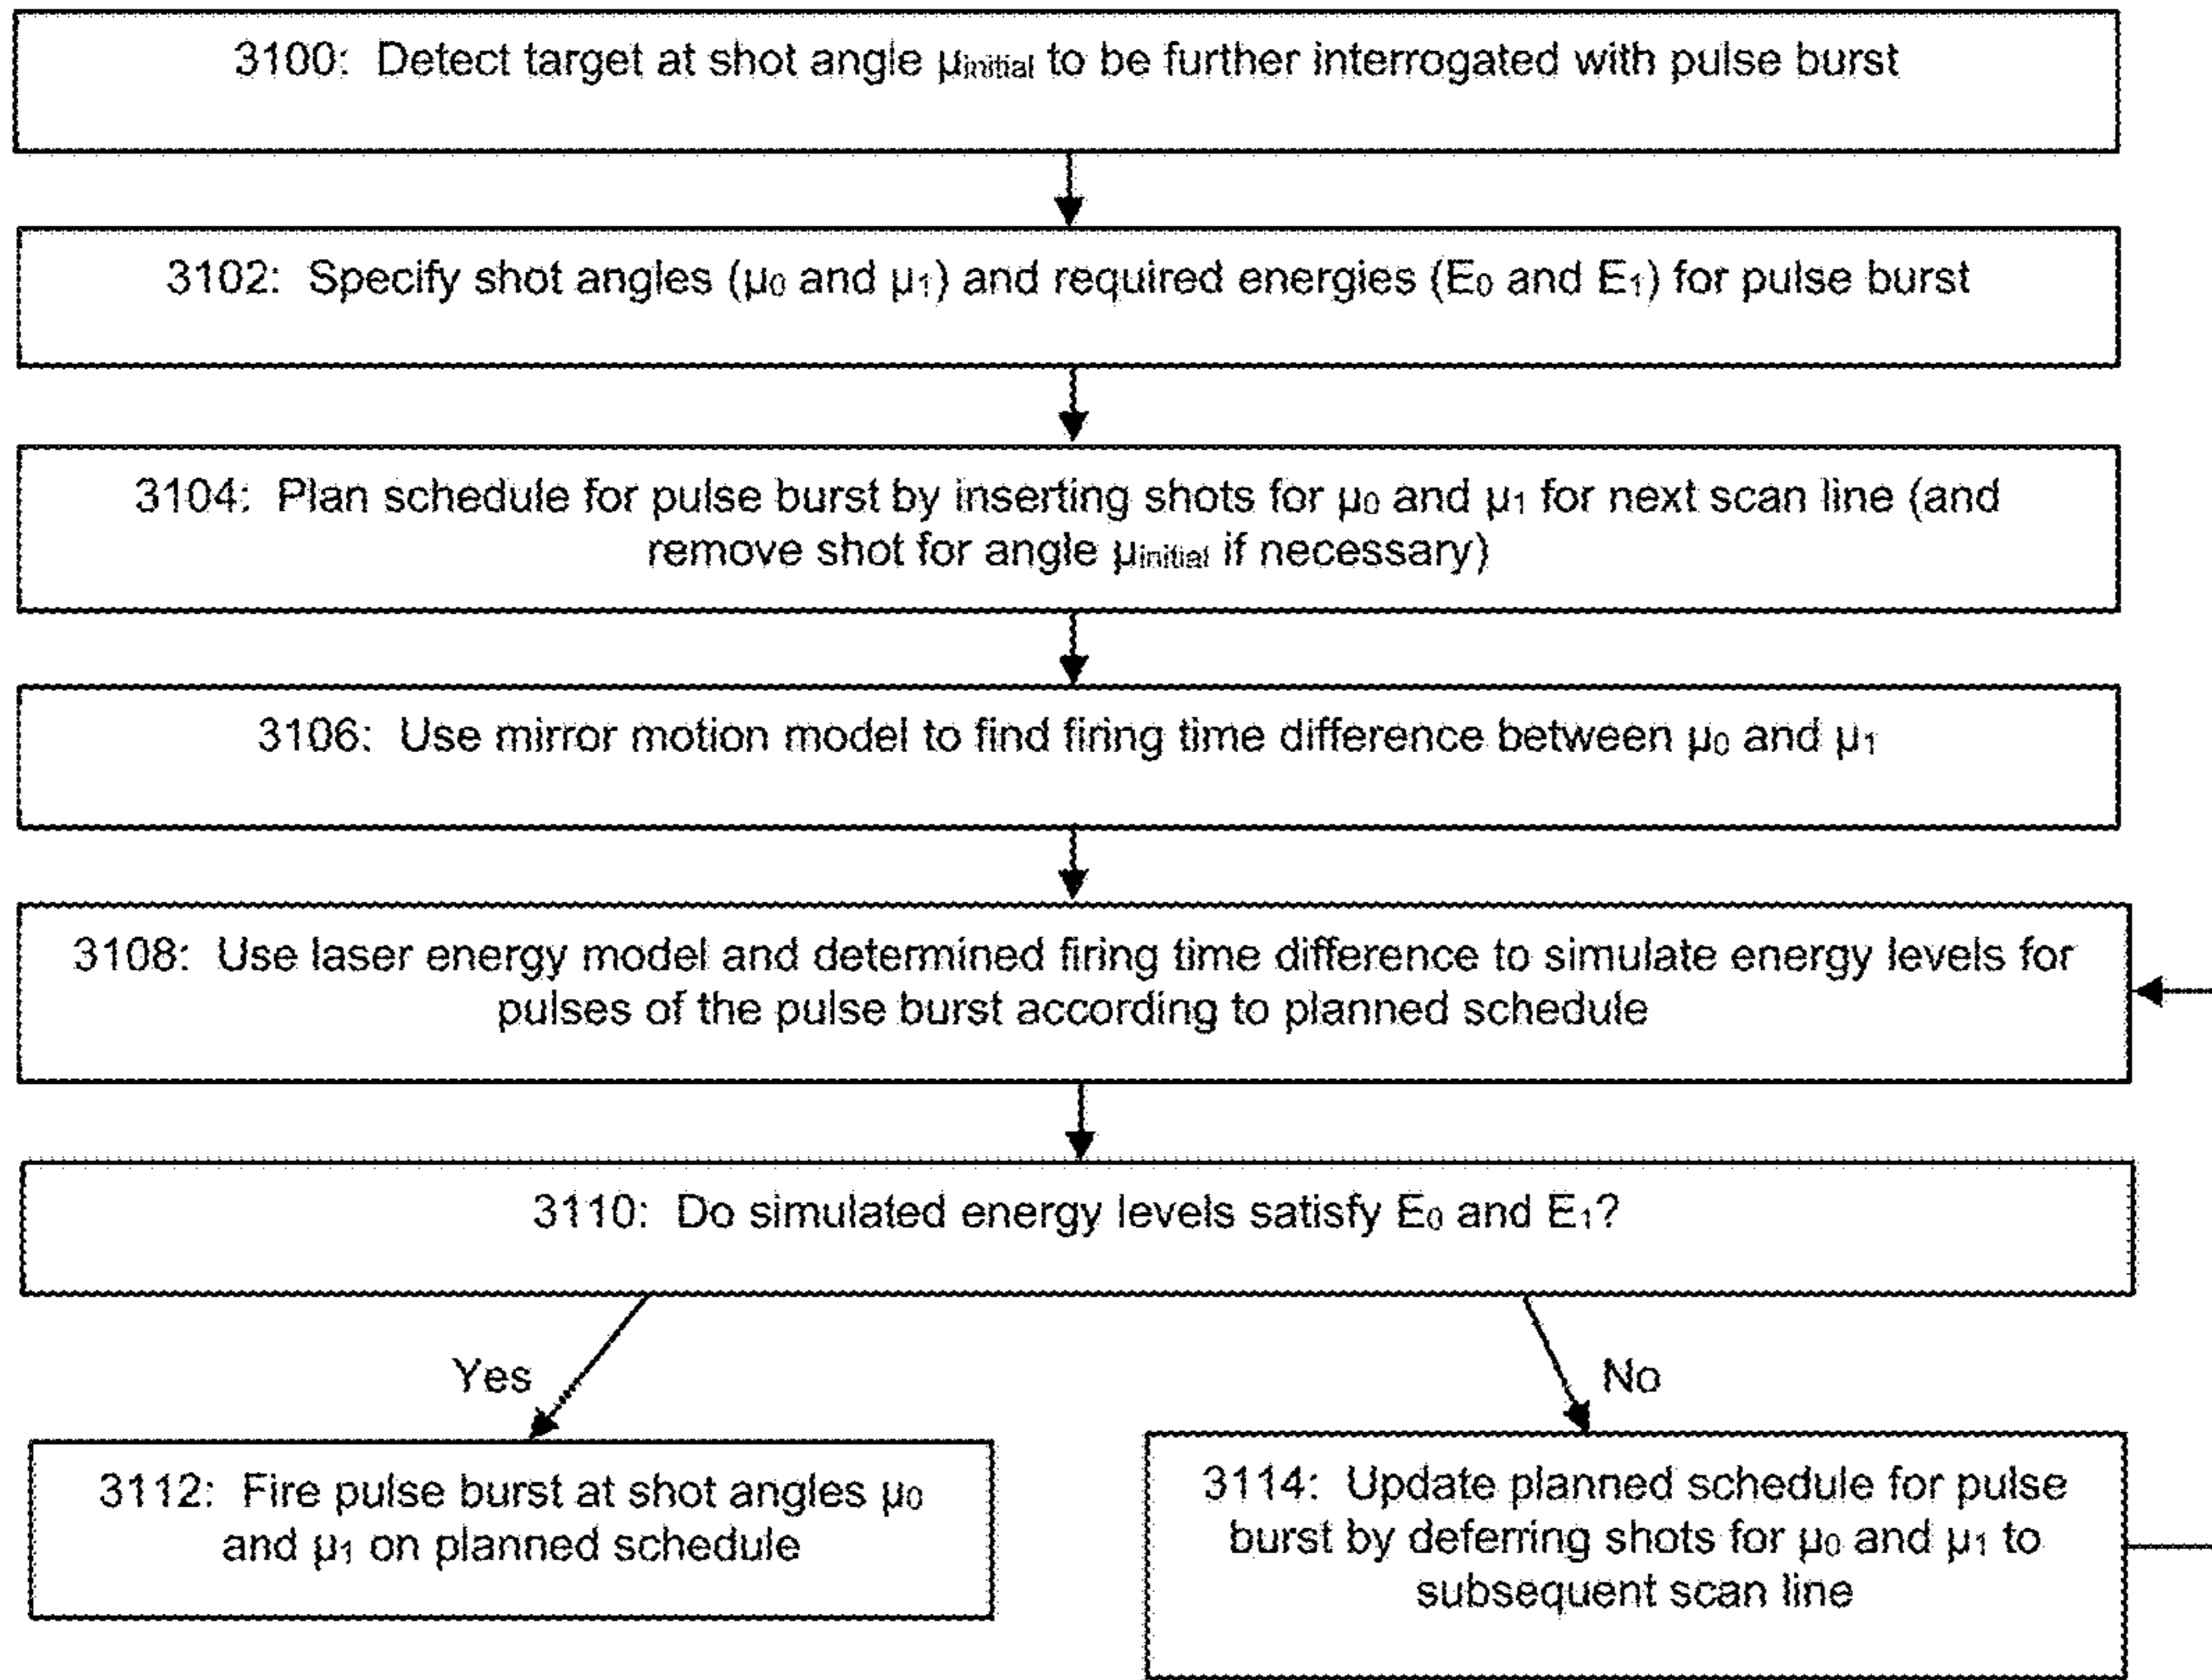 3100: Detect target at shot angle μinitial to be further interrogated with pulse burst
3102: Specify shot angles (μ0 and μ1) and required energies (E0 and E1) for pulse burst
3104: Plan schedule for pulse burst by inserting shots for μ0 and μ1 for next scan line (and
remove shot for angle μinitial if necessary)
3106: Use mirror motion model to find firing time difference between μ0 and μ1
3108: Use laser energy model and determined firing time difference to simulate energy levels for
pulses of the pulse burst according to planned schedule
3110: Do simulated energy levels satisfy E0 and E1?
Yes
No
3112: Fire pulse burst at shot angles μ0
and μ1 on planned schedule
3114: Update planned schedule for pulse
burst by deferring shots for μ0 and μ1 to
subsequent scan line